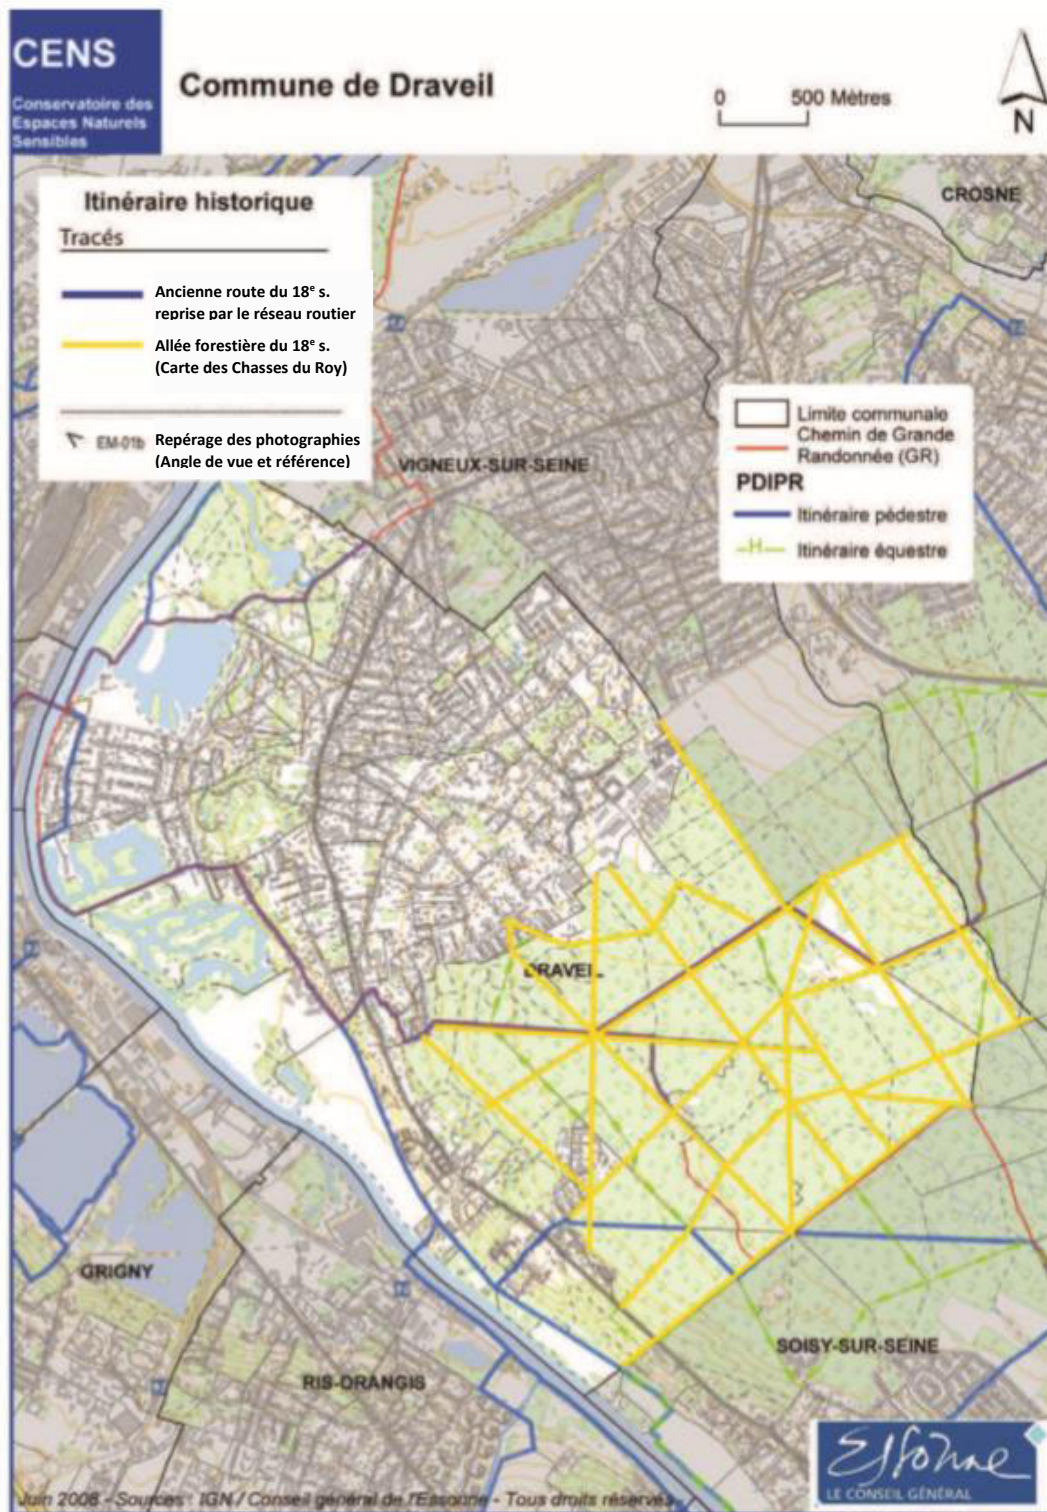 CENS
Conservatoire des
Espaces Naturels
Sensibles
Commune de Draveil
0 500 Mètres
N
Itinéraire historique
Tracés
Ancienne route du 18e s.
reprise par le réseau routier
Allée forestière du 18e s.
(Carte des Chasses du Roy)
EM-01b Repérage des photographies
(Angle de vue et référence)
CROSNE
Limite communale
Chemin de Grande
Randonnée (GR)
PDIPR
Itinéraire pédestre
-H- Itinéraire équestre
VIGNEUX-SUR-SEINE
DRAVEIL
GRIGNY
SOISY-SUR-SEINE
RIS-ORANGIS
Essonne
LE CONSEIL GÉNÉRAL
Juin 2008 - Sources : IGN / Conseil général de l'Essonne - Tous droits réservés